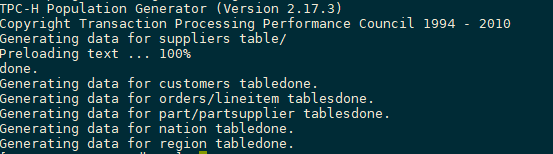 TPC-H Population Generator (Version 2.17.3)
Copyright Transaction Processing Performance Council 1994 - 2010
Generating data for suppliers table/
Preloading text ... 100%
done.
Generating data for customers tabledone.
Generating data for orders/lineitem tablesdone.
Generating data for part/partsupplier tablesdone.
Generating data for nation tabledone.
Generating data for region tabledone.